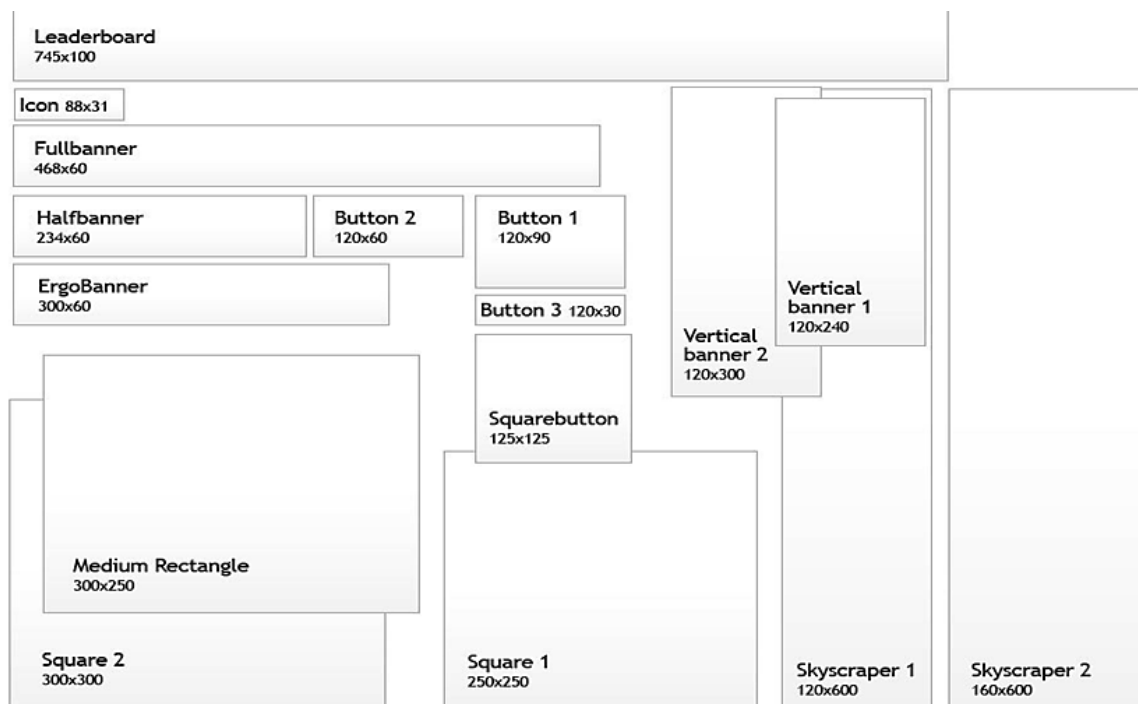 Leaderboard
745x100
Icon 88x31
Fullbanner
468x60
Halfbanner
234x60
Button 2
120x60
Button 1
120x90
ErgoBanner
300x60
Button 3 120x30
Vertical
banner 1
120x240
Vertical
banner 2
120x300
Squarebutton
125x125
Medium Rectangle
300x250
Square 2
300x300
Square 1
250x250
Skyscraper 1
120x600
Skyscraper 2
160x600